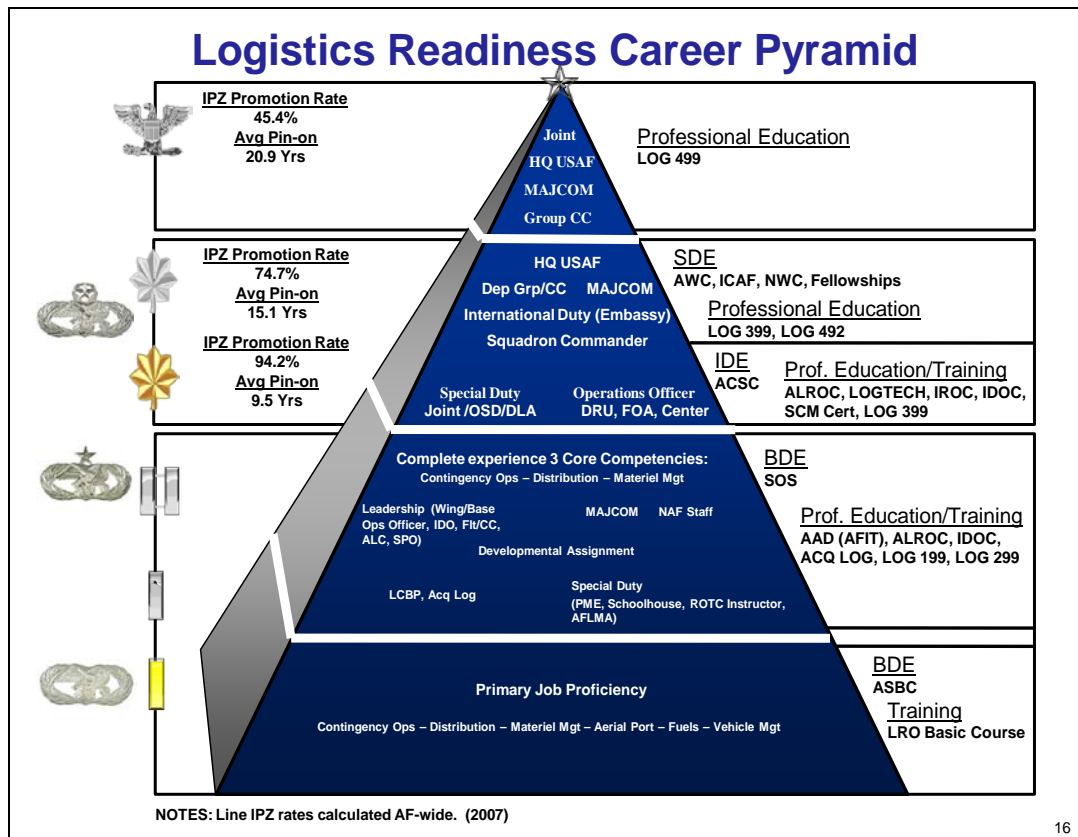 Logistics Readiness Career Pyramid
IPZ Promotion Rate
45.4%
Avg Pin-on
20.9 Yrs
Joint
HQ USAF
MAJCOM
Group CC
Professional Education
LOG 499
IPZ Promotion Rate
74.7%
Avg Pin-on
15.1 Yrs
IPZ Promotion Rate
94.2%
Avg Pin-on
9.5 Yrs
HQ USAF
Dep Grp/CC MAJCOM
International Duty (Embassy)
Squadron Commander
Special Duty
Joint /OSD/DLA
Operations Officer
DRU, FOA, Center
SDE
AWC, ICAF, NWC, Fellowships
Professional Education
LOG 399, LOG 492
IDE
ACSC
Prof. Education/Training
ALROC, LOGTECH, IROC, IDOC,
SCM Cert, LOG 399
Complete experience 3 Core Competencies:
Contingency Ops – Distribution – Materiel Mgt
Leadership (Wing/Base
Ops Officer, IDO, Flt/CC,
ALC, SPO)
MAJCOM NAF Staff
Developmental Assignment
LCBP, Acq Log
Special Duty
(PME, Schoolhouse, ROTC Instructor,
AFLMA)
BDE
SOS
Prof. Education/Training
AAD (AFIT), ALROC, IDOC,
ACQ LOG, LOG 199, LOG 299
Primary Job Proficiency
Contingency Ops – Distribution – Materiel Mgt – Aerial Port – Fuels – Vehicle Mgt
BDE
ASBC
Training
LRO Basic Course
NOTES: Line IPZ rates calculated AF-wide. (2007)
16